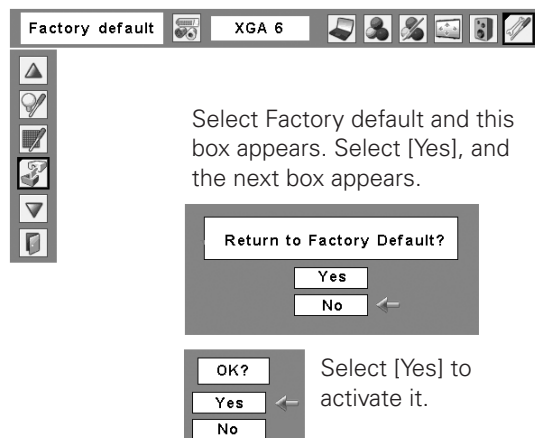 Factory default XGA 6
Select Factory default and this
box appears. Select [Yes], and
the next box appears.
Return to Factory Default?
Yes
No
OK?
Yes
No
Select [Yes] to
activate it.